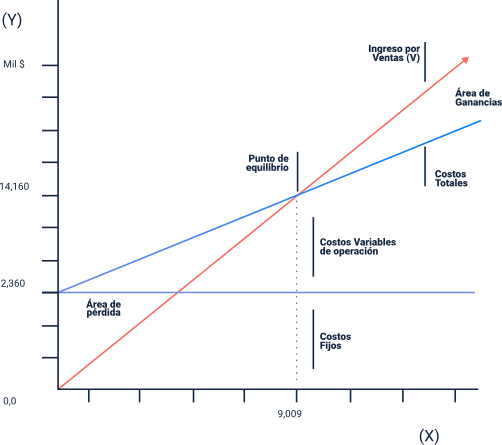 (Y)
Ingreso por
Ventas (V)
Mil $
Área de
Ganancias
Punto de
equilibrio
Costos
Totales
14,160
Costos Variables
de operación
2,360
Área de
pérdida
Costos
Fijos
0,0
9,009
(X)